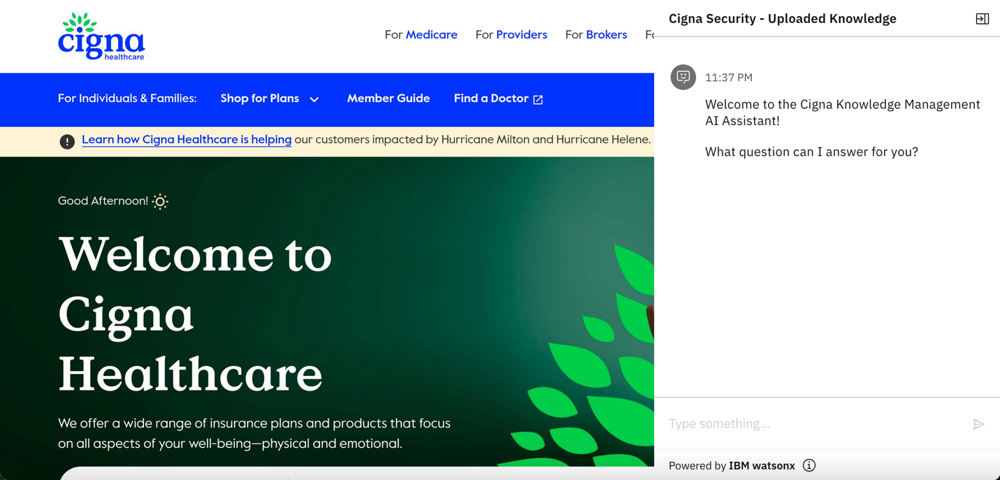 cigna
healthcare
For Medicare For Providers For Brokers
For Individuals & Families: Shop for Plans Member Guide Find a Doctor
! Learn how Cigna Healthcare is helping our customers impacted by Hurricane Milton and Hurricane Helene.
Good Afternoon!
Welcome to
Cigna
Healthcare
We offer a wide range of insurance plans and products that focus
on all aspects of your well-being—physical and emotional.
Cigna Security - Uploaded Knowledge
11:37 PM
Welcome to the Cigna Knowledge Management
AI Assistant!
What question can I answer for you?
Type something...
Powered by IBM watsonx